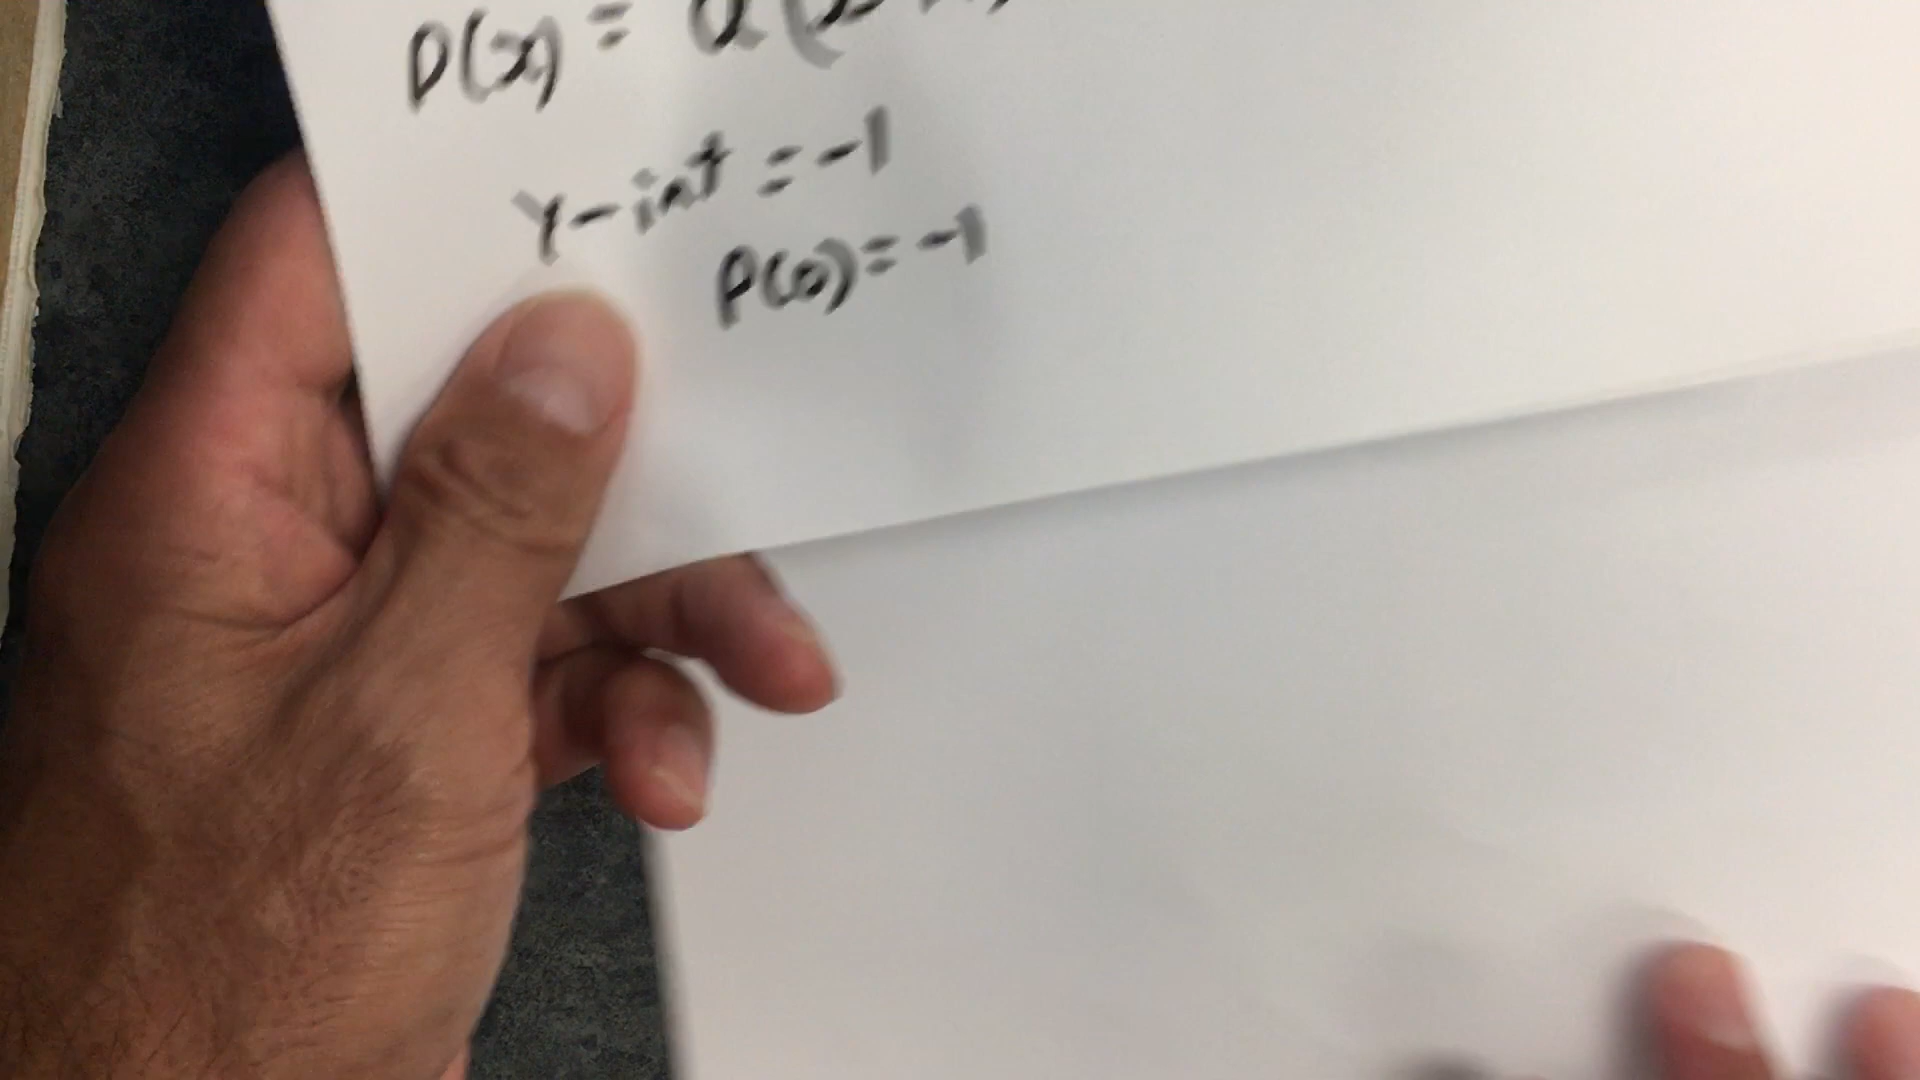 P(x) = a(x
y-int = -1
P(0) = -1